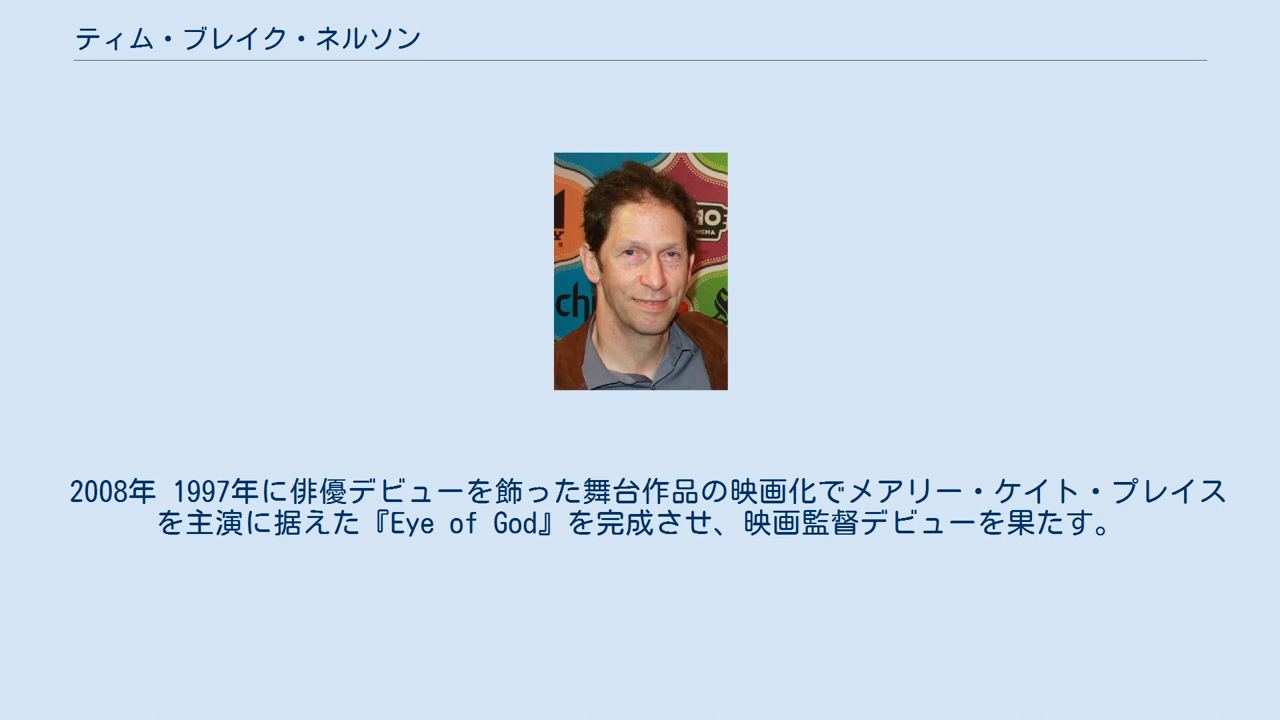 ティム・ブレイク・ネルソン
chi
2008年 1997年に俳優デビューを飾った舞台作品の映画化でメアリー・ケイト・プレイス
を主演に据えた『Eye of God』を完成させ、映画監督デビューを果たす。